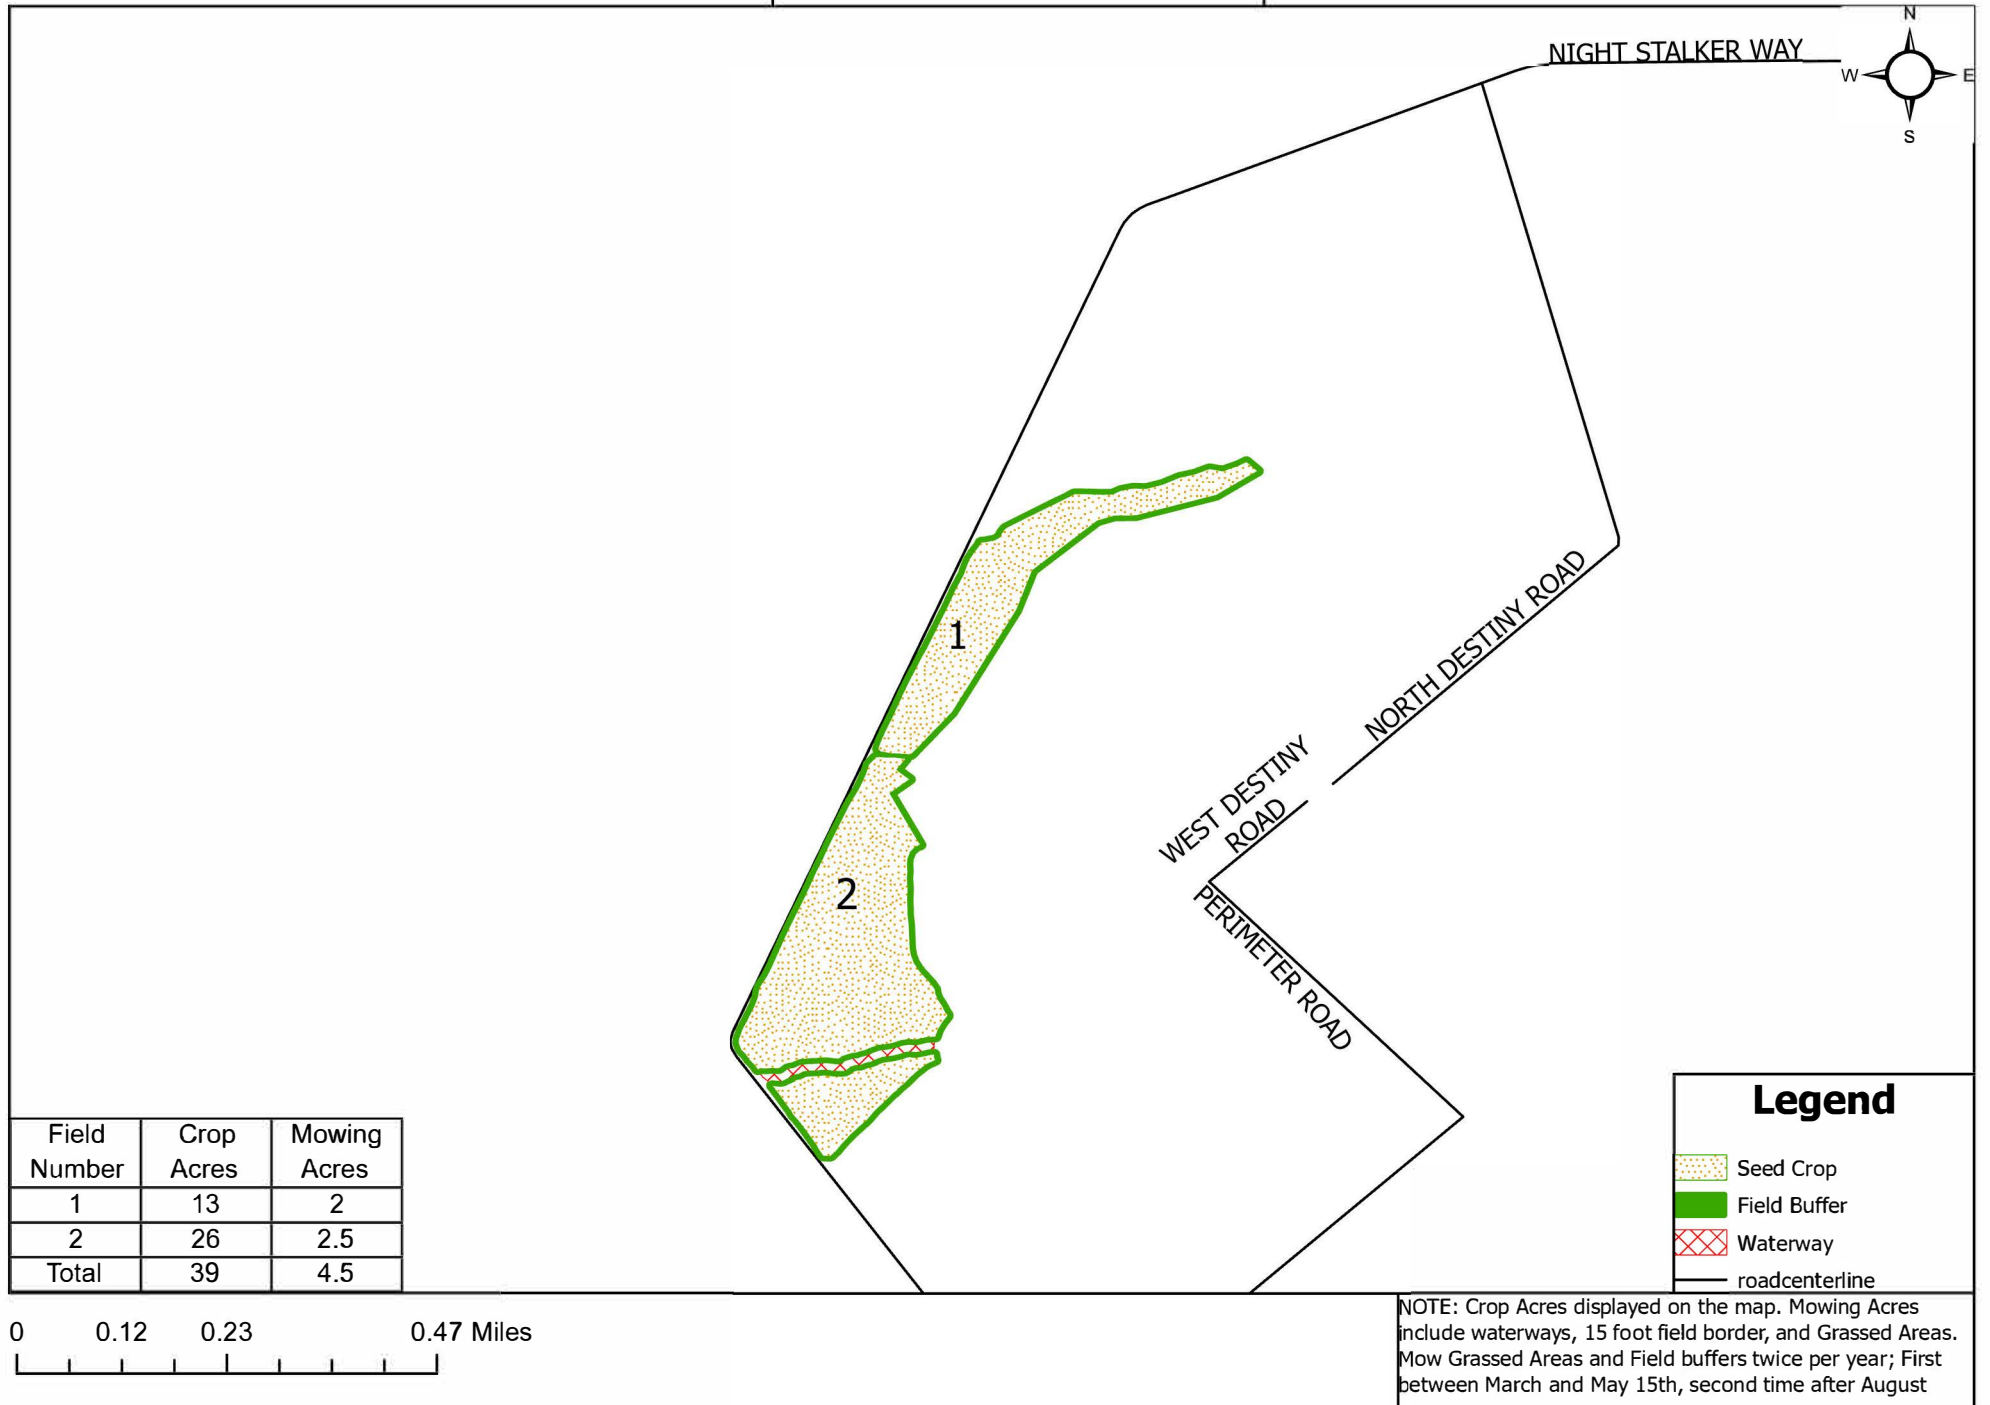 NIGHT STALKER WAY
N
W
E
S
1
NORTH DESTINY ROAD
WEST DESTINY
ROAD
2
PERIMETER ROAD
Field Number Crop Acres Mowing Acres
1 13 2
2 26 2.5
Total 39 4.5
Legend
Seed Crop
Field Buffer
Waterway
roadcenterline
0 0.12 0.23 0.47 Miles
NOTE: Crop Acres displayed on the map. Mowing Acres
include waterways, 15 foot field border, and Grassed Areas.
Mow Grassed Areas and Field buffers twice per year; First
between March and May 15th, second time after August